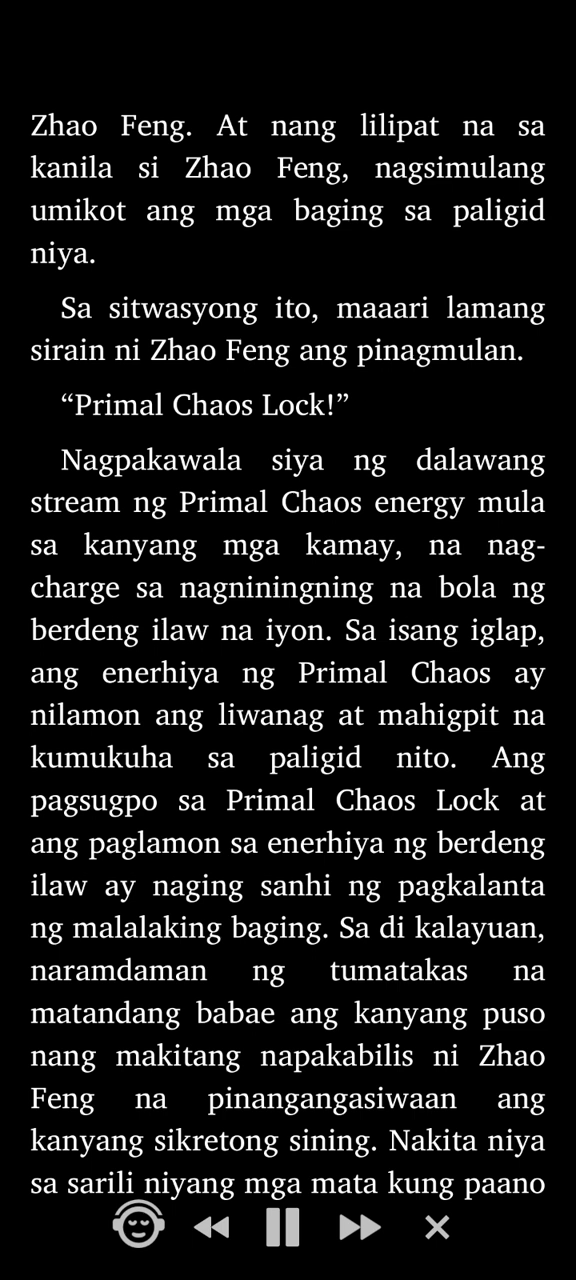 Zhao Feng. At nang lilipat na sa
kanila si Zhao Feng, nagsimulang
umikot ang mga baging sa paligid
niya.
Sa sitwasyong ito, maaari lamang
sirain ni Zhao Feng ang pinagmulan.
“Primal Chaos Lock!”
Nagpakawala siya ng dalawang
stream ng Primal Chaos energy mula
sa kanyang mga kamay, na nag-
charge sa nagniningning na bola ng
berdeng ilaw na iyon. Sa isang iglap,
ang enerhiya ng Primal Chaos ay
nilamon ang liwanag at mahigpit na
kumukuha sa paligid nito. Ang
pagsugpo sa Primal Chaos Lock at
ang paglamon sa enerhiya ng berdeng
ilaw ay naging sanhi ng pagkalanta
ng malalaking baging. Sa di kalayuan,
naramdaman ng tumatakas na
matandang babae ang kanyang puso
nang makitang napakabilis ni Zhao
Feng na pinangangasiwaan ang
kanyang sikretong sining. Nakita niya
sa sarili niyang mga mata kung paano